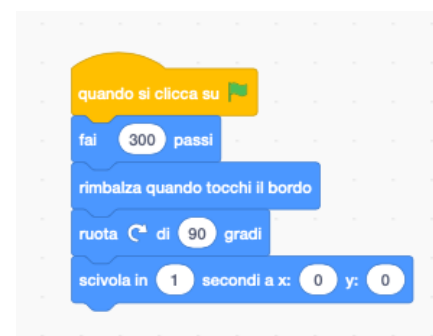 quando si clicca su
fai 300 passi
rimbalza quando tocchi il bordo
ruota di 90 gradi
scivola in 1 secondi a x: 0 y: 0